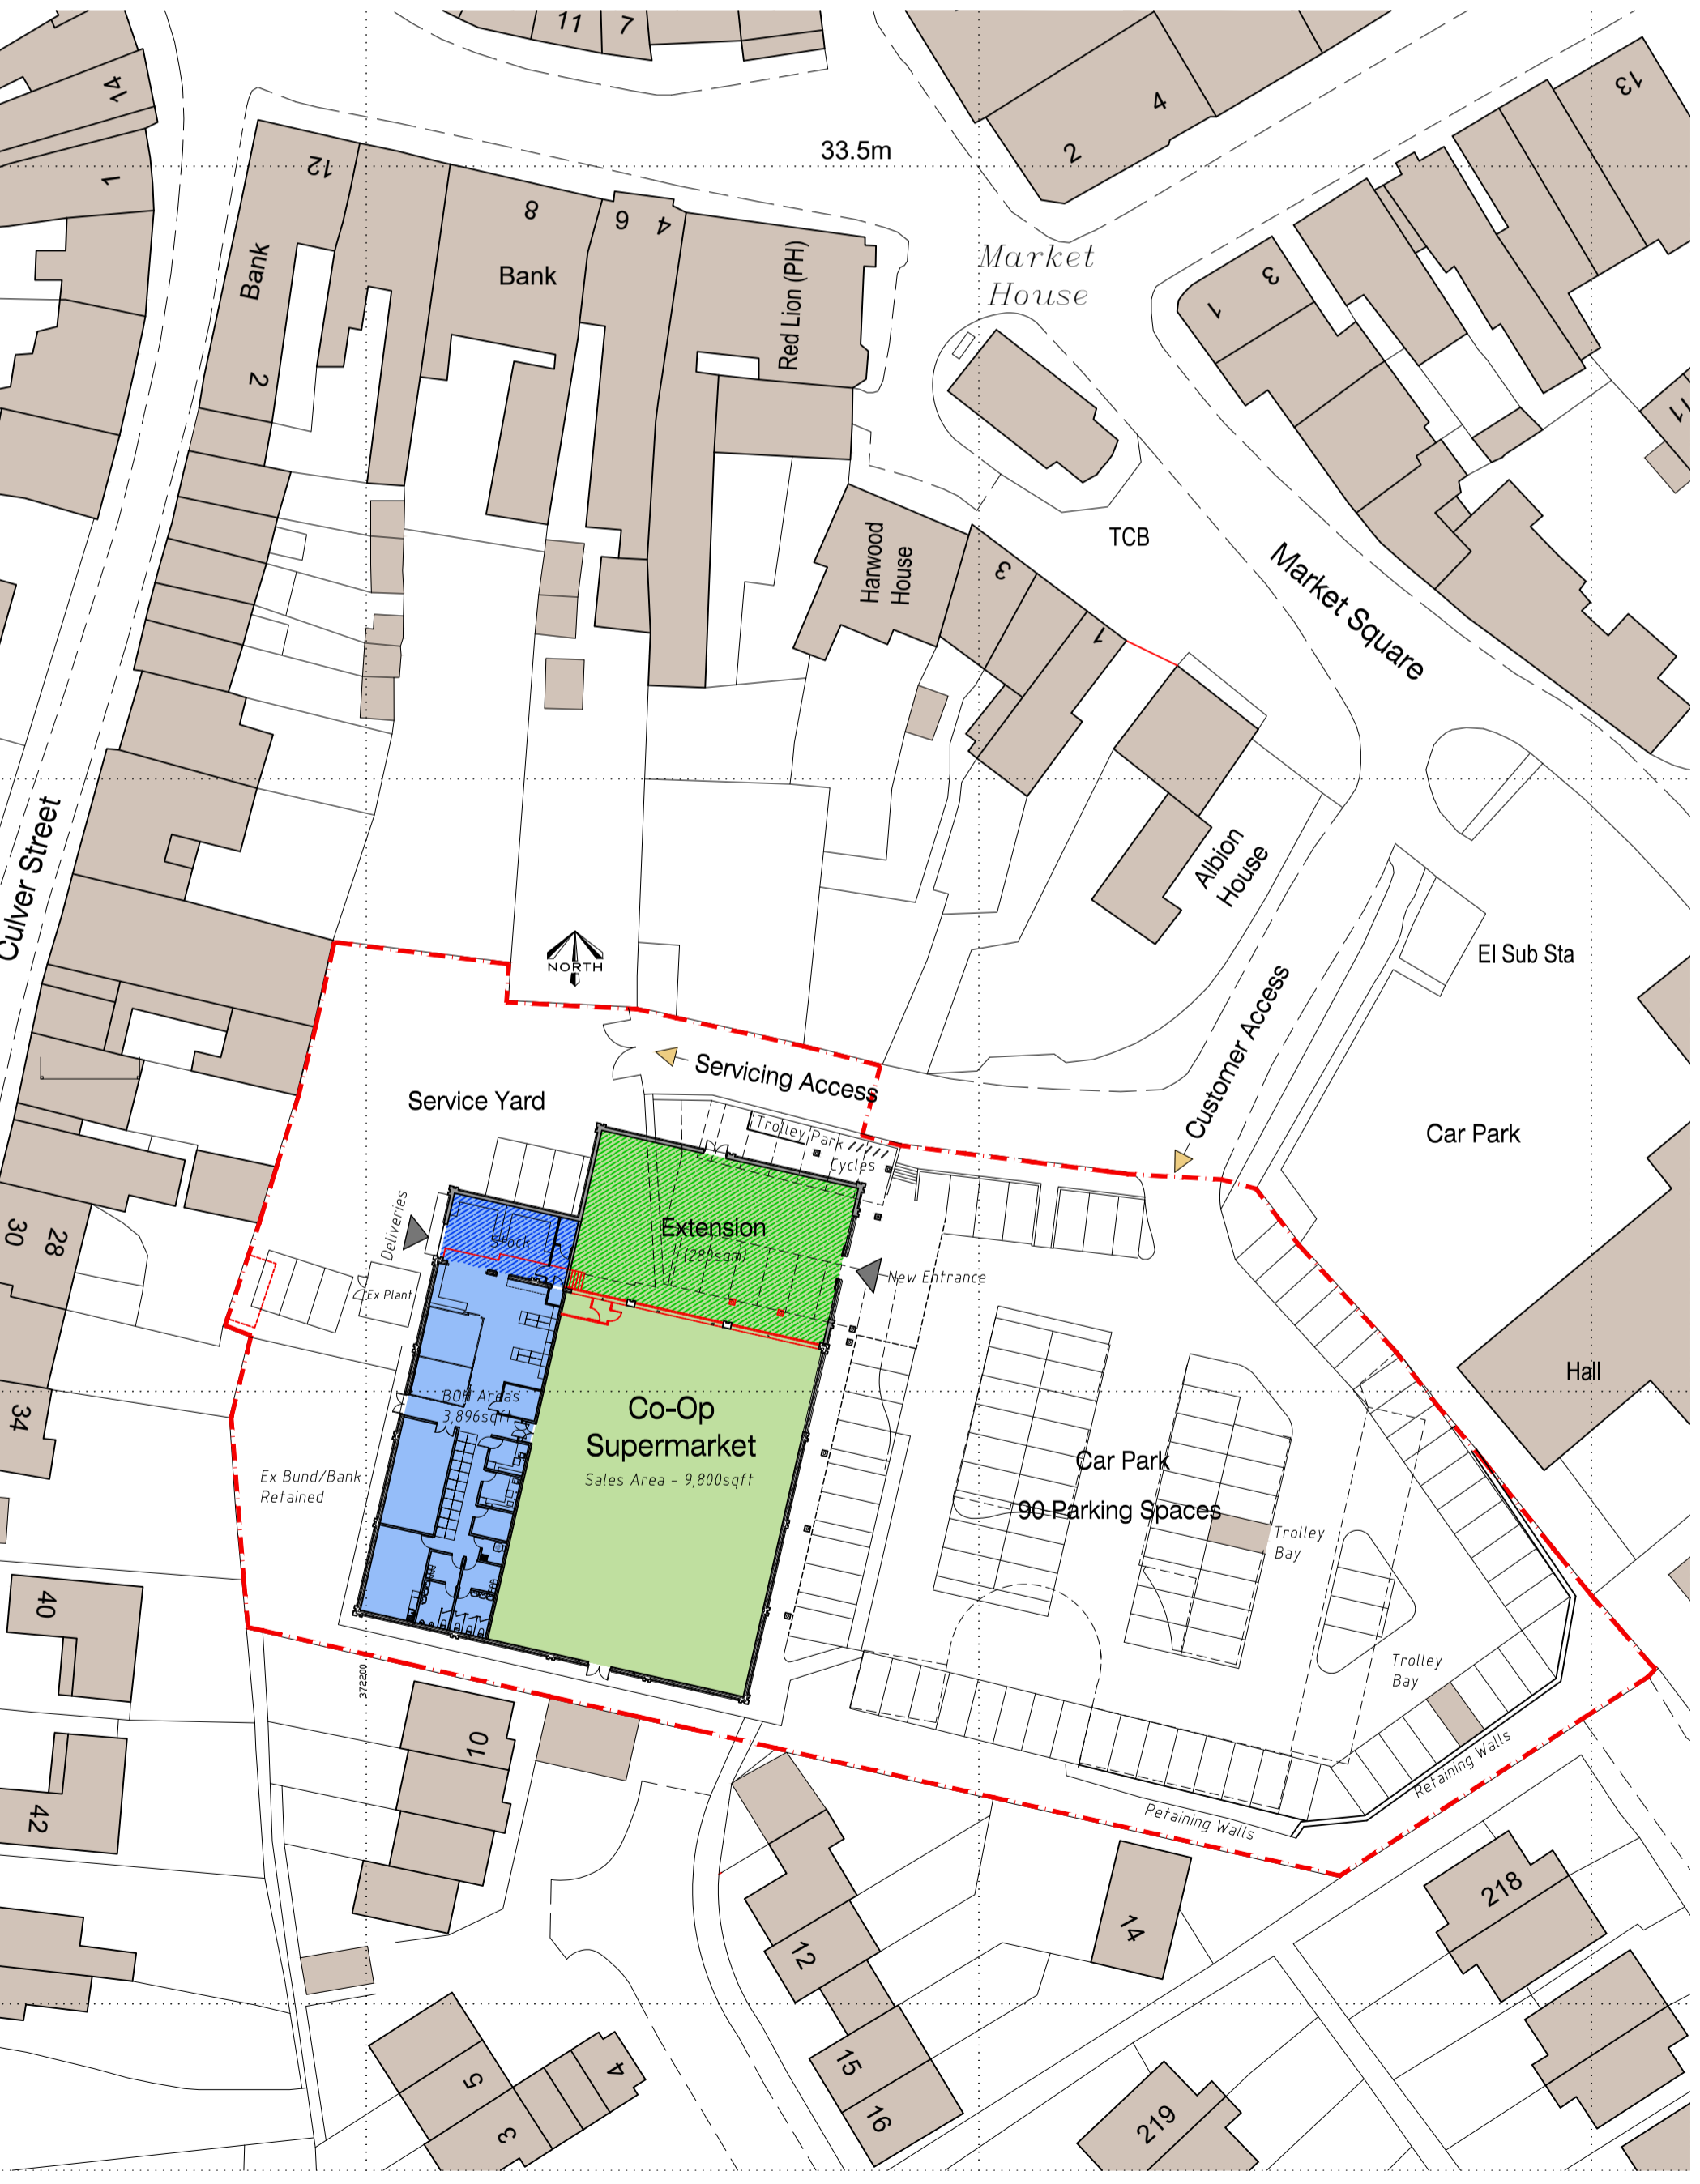 11
7
14
4
2
13
1
12
33.5m
8
6
4
Bank
Bank
Red Lion (PH)
Market
House
3
1
2
11
TCB
Harwood
House
3
1
Market Square
Culver Street
Albion
House
NORTH
El Sub Sta
Servicing Access
Customer Access
Service Yard
Car Park
Trolley Park
Cycles
Deliveries
Stock
Extension
(280sqm)
New Entrance
30
28
Ex Plant
Hall
BOH Areas
3,896sqft
34
Co-Op
Supermarket
Sales Area - 9,800sqft
Car Park
90 Parking Spaces
Ex Bund/Bank
Retained
Trolley
Bay
40
Trolley
Bay
372200
10
Retaining Walls
Retaining Walls
42
218
14
12
5
4
3
15
16
219